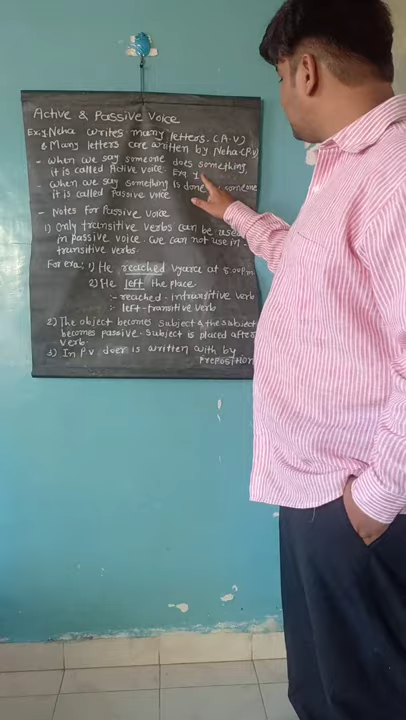 Active & Passive Voice
Ex: Neha writes many letters. (A.V)
& Many letters are written by Neha (P.V)
- When we say someone does something,
it is called Active voice.
- When we say something is done someone
it is called Passive voice
- Notes For Passive voice
1) Only transitive verbs can be use
in passive voice. We can not use in-
transitive verbs.
For exa; 1) He reached vyara at 5.00pm
2) He left the place
:- reached - intransitive verb
:- left - transitive verb
2) The object becomes subject & the subject
becomes passive. Subject is placed after
verb.
3) In P.V doer is written with by
PREPOSITION